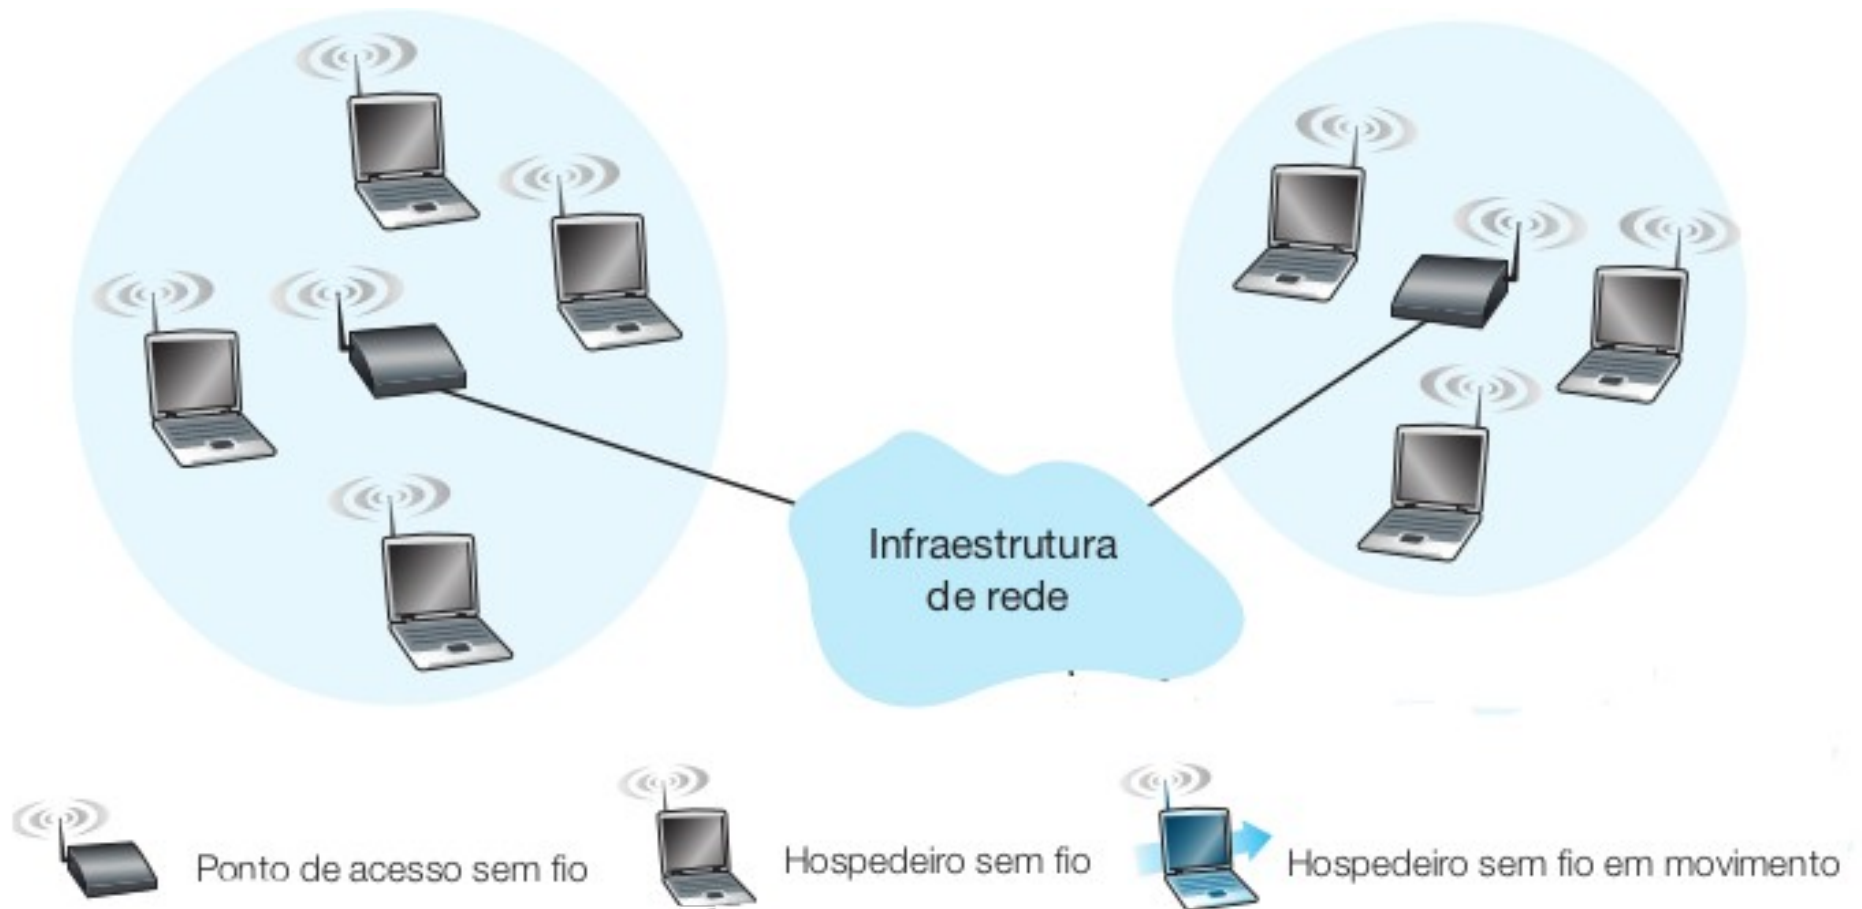 Infraestrutura
de rede
Ponto de acesso sem fio
Hospedeiro sem fio
Hospedeiro sem fio em movimento